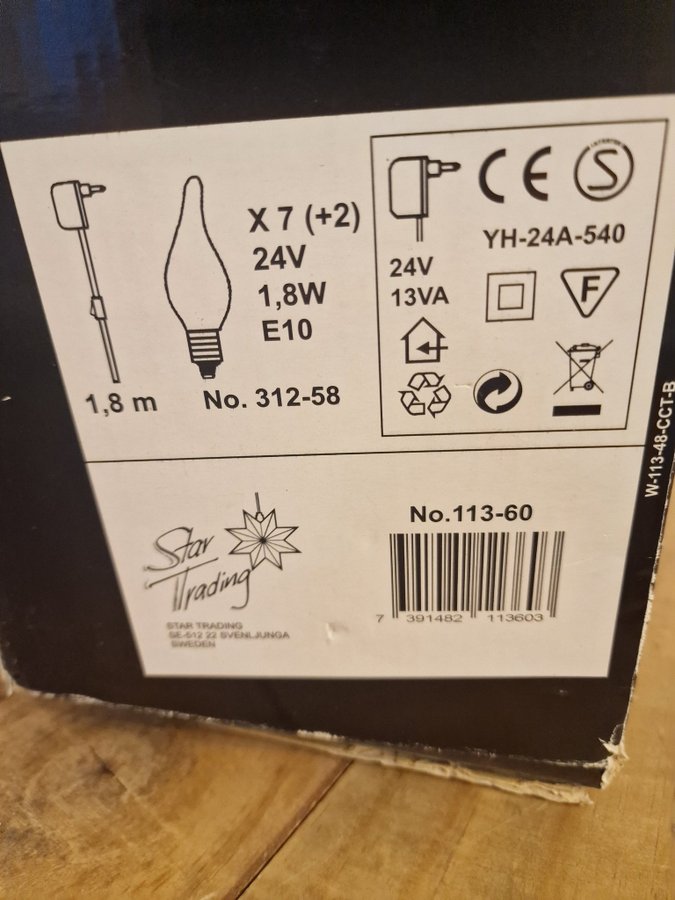 X 7 (+2)
24V
1,8W
E10
1,8 m
No. 312-58
CE
S
YH-24A-540
24V
13VA
F
W-113-48-CCT-B
Star
Trading
STAR TRADING
SE-512 22 SVENLJUNGA
SWEDEN
No.113-60
7 391482 113603